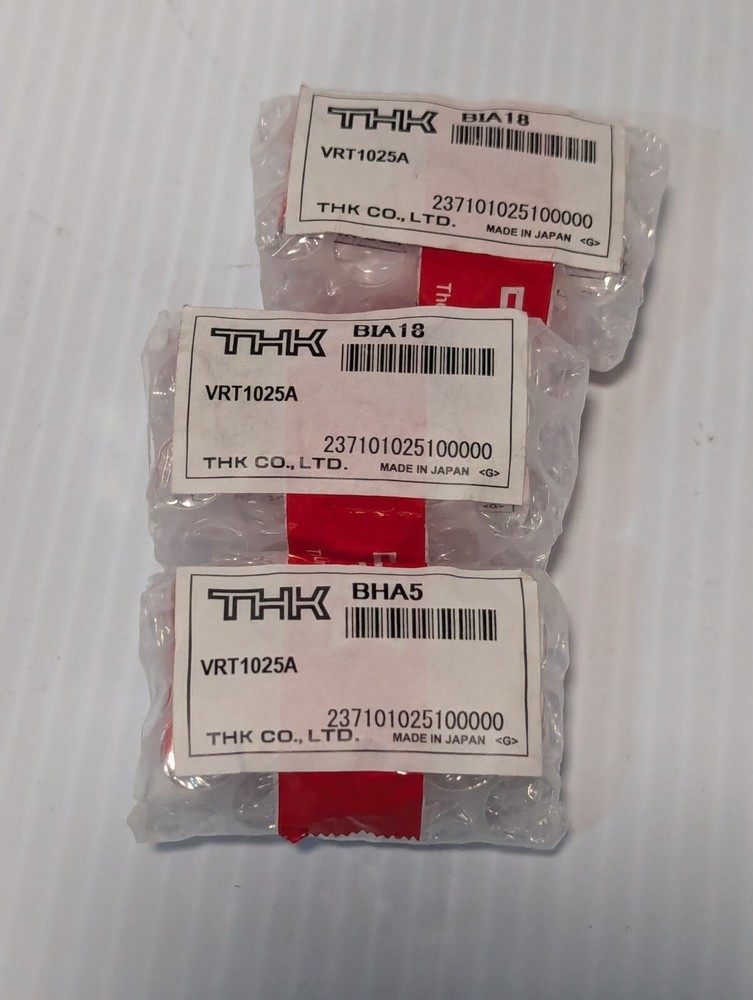 THK BIA18
VRT1025A
237101025100000
THK CO., LTD. MADE IN JAPAN <G>
THK BIA18
VRT1025A
237101025100000
THK CO., LTD. MADE IN JAPAN <G>
<G>
THK BHA5
VRT1025A
237101025100000
THK CO., LTD. MADE IN JAPAN <G>